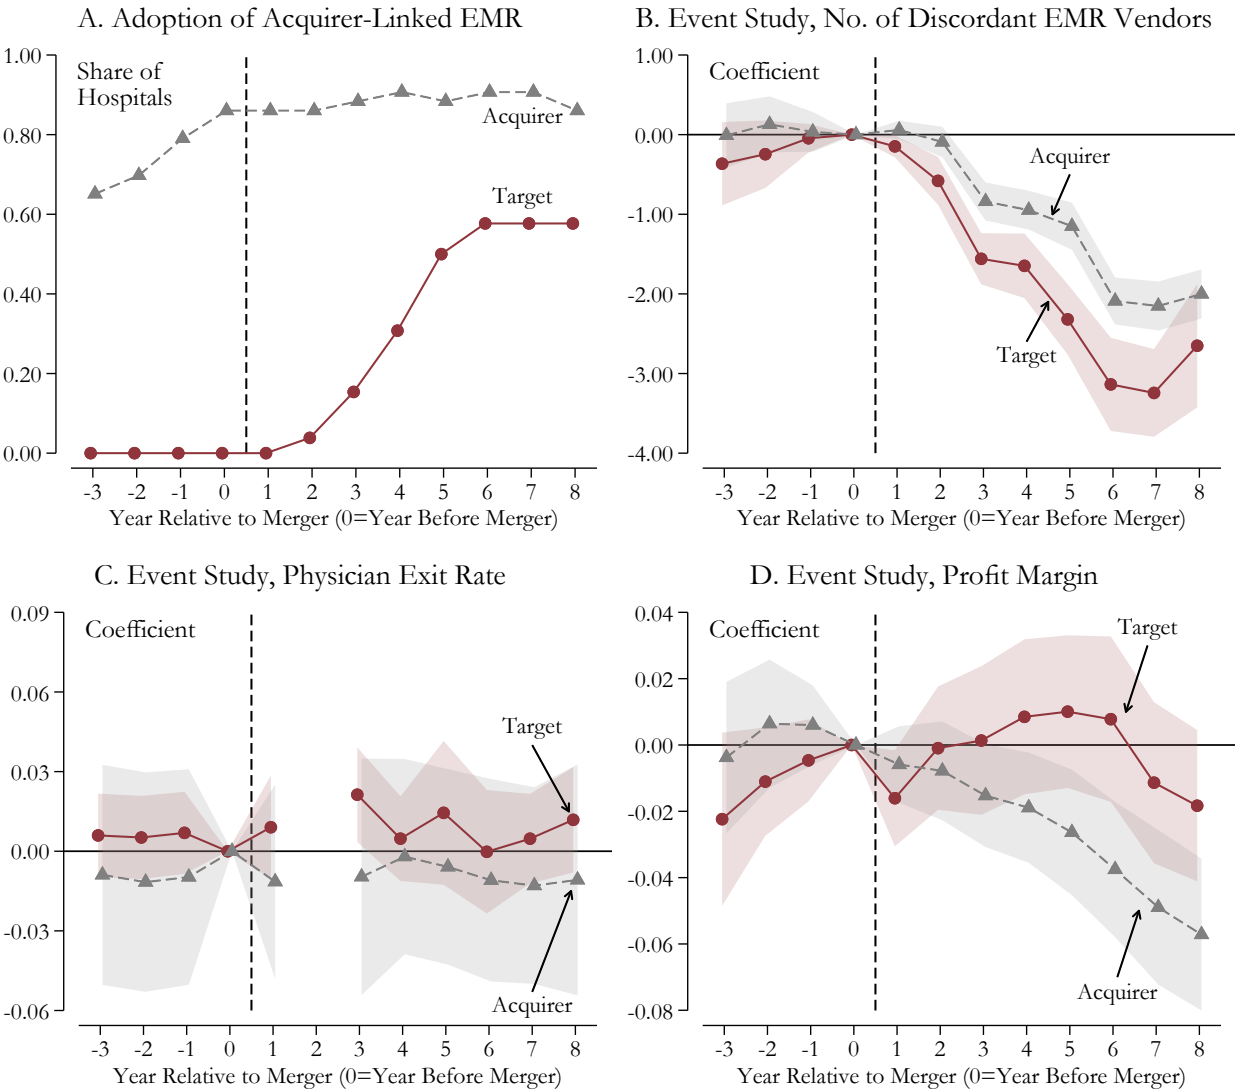 A. Adoption of Acquirer-Linked EMR
1.00
0.80
0.60
0.40
0.20
0.00
Share of
Hospitals
Acquirer
Target
-3 -2 -1 0 1 2 3 4 5 6 7 8
Year Relative to Merger (0=Year Before Merger)
B. Event Study, No. of Discordant EMR Vendors
1.00
0.00
-1.00
-2.00
-3.00
-4.00
Coefficient
Acquirer
Target
-3 -2 -1 0 1 2 3 4 5 6 7 8
Year Relative to Merger (0=Year Before Merger)
C. Event Study, Physician Exit Rate
0.09
0.06
0.03
0.00
-0.03
-0.06
Coefficient
Target
Acquirer
-3 -2 -1 0 1 2 3 4 5 6 7 8
Year Relative to Merger (0=Year Before Merger)
D. Event Study, Profit Margin
0.04
0.02
0.00
-0.02
-0.04
-0.06
-0.08
Coefficient
Target
Acquirer
-3 -2 -1 0 1 2 3 4 5 6 7 8
Year Relative to Merger (0=Year Before Merger)